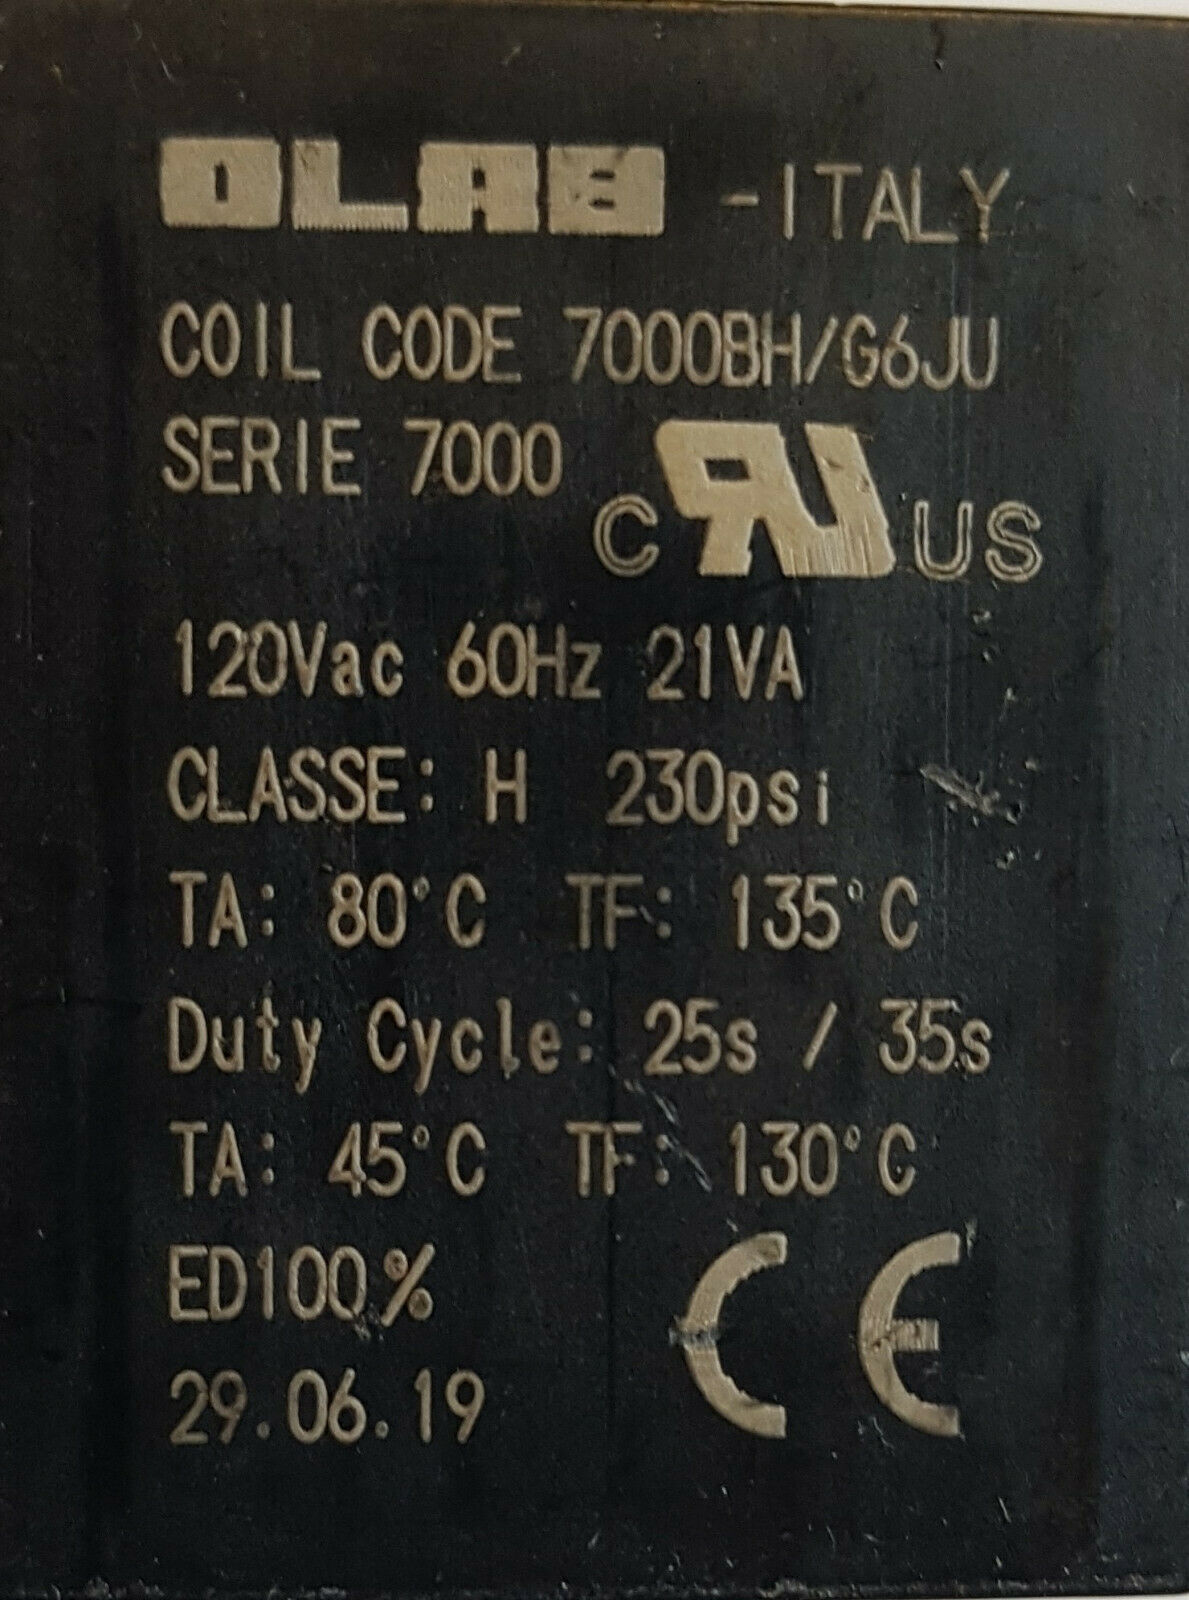 OLAB -ITALY
COIL CODE 7000BH/G6JU
SERIE 7000
C RU US
120Vac 60Hz 21VA
CLASSE: H 230psi
TA: 80°C TF: 135°C
Duty Cycle: 25s / 35s
TA: 45°C TF: 130°C
ED100%
CE
29.06.19